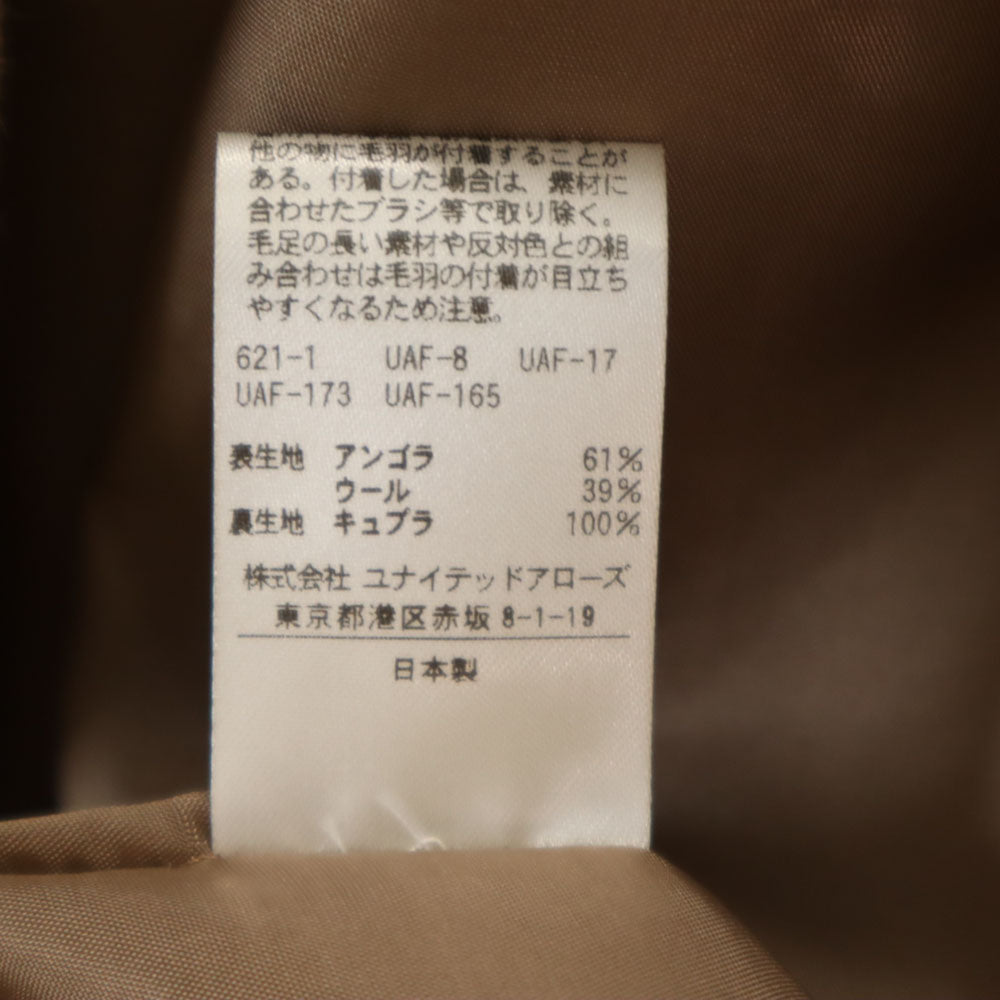 他の物に毛羽が付着することが
ある。付着した場合は、素材に
合わせたブラシ等で取り除く。
毛足の長い素材や反対色との組
み合わせは毛羽の付着が目立ち
やすくなるため注意。
621-1 UAF-8 UAF-17
UAF-173 UAF-165
表生地 アンゴラ 61%
ウール 39%
裏生地 キュプラ 100%
株式会社 ユナイテッドアローズ
東京都港区赤坂 8-1-19
日本製